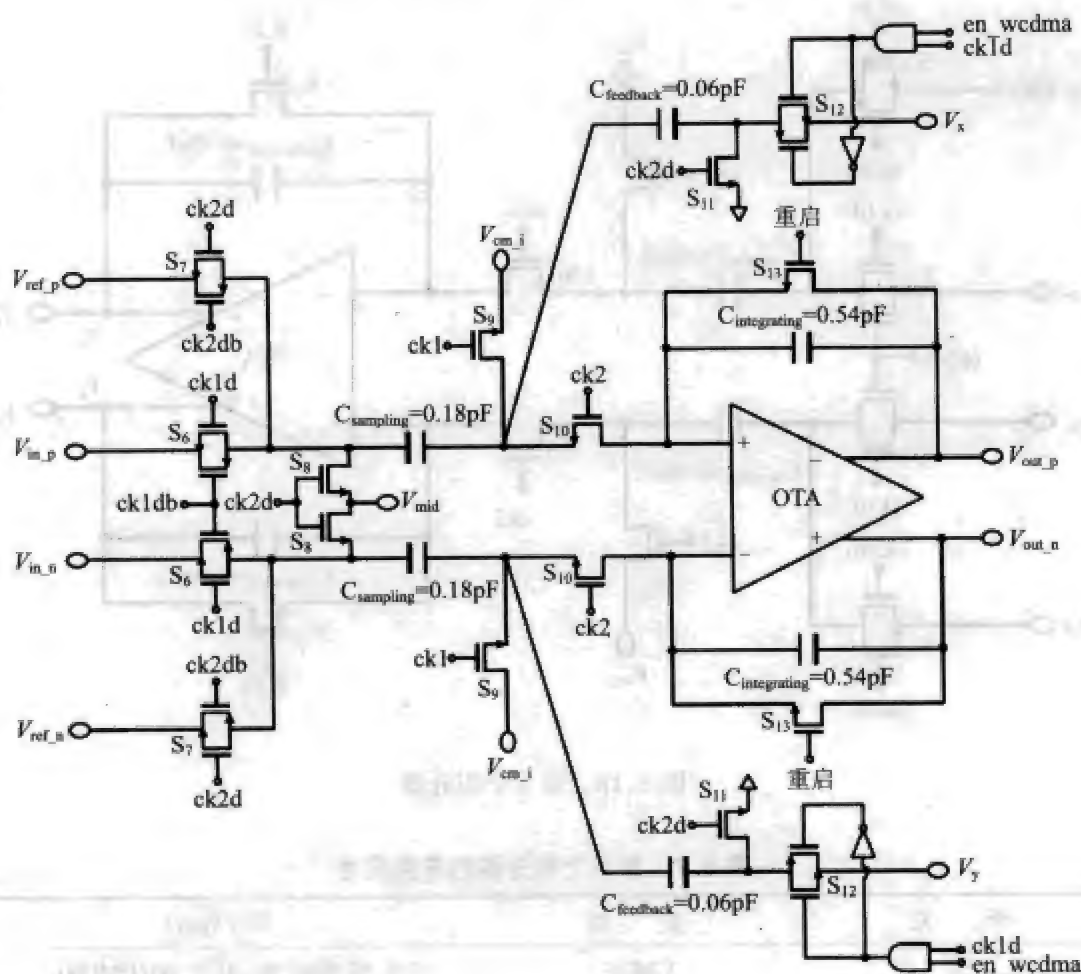 en_wcdma
ck1d
C_feedback=0.06pF
S12
V_x
ck2d
S11
重启
ck2d
S7
V_ref_p
V_cm_i
S13
C_integrating=0.54pF
ck2db
S9
ck1
ck2
ck1d
C_sampling=0.18pF
S10
S6
V_in_p
+
−
V_out_p
S8
ck1db
ck2d
V_mid
OTA
S8
V_in_n
+
V_out_n
S6
S10
−
C_sampling=0.18pF
ck1d
ck2
ck2db
ck1
C_integrating=0.54pF
S9
S13
V_ref_n
S7
V_cm_i
重启
ck2d
S11
ck2d
V_y
S12
C_feedback=0.06pF
ck1d
en_wcdma